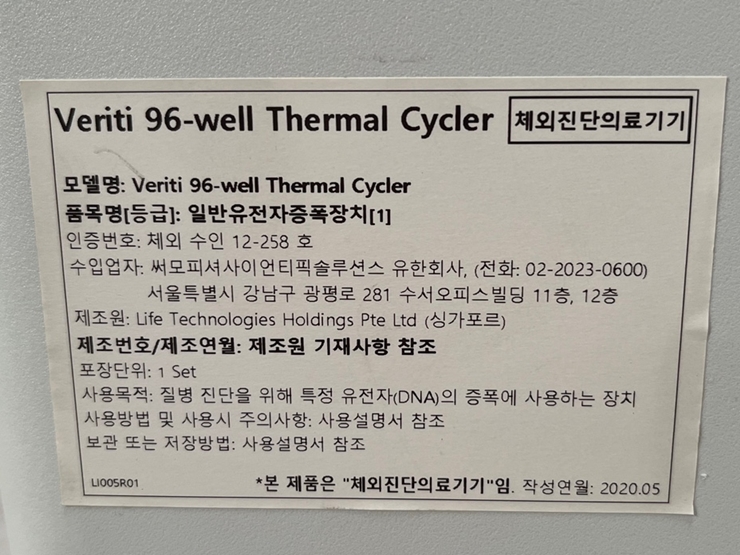 Veriti 96-well Thermal Cycler 체외진단의료기기
모델명: Veriti 96-well Thermal Cycler
품목명[등급]: 일반유전자증폭장치[1]
인증번호: 체외 수인 12-258 호
수입업자: 써모피셔사이언티픽솔루션스 유한회사, (전화: 02-2023-0600)
서울특별시 강남구 광평로 281 수서오피스빌딩 11층, 12층
제조원: Life Technologies Holdings Pte Ltd (싱가포르)
제조번호/제조연월: 제조원 기재사항 참조
포장단위: 1 Set
사용목적: 질병 진단을 위해 특정 유전자(DNA)의 증폭에 사용하는 장치
사용방법 및 사용시 주의사항: 사용설명서 참조
보관 또는 저장방법: 사용설명서 참조
LI005R01 *본 제품은 "체외진단의료기기"임. 작성연월: 2020.05